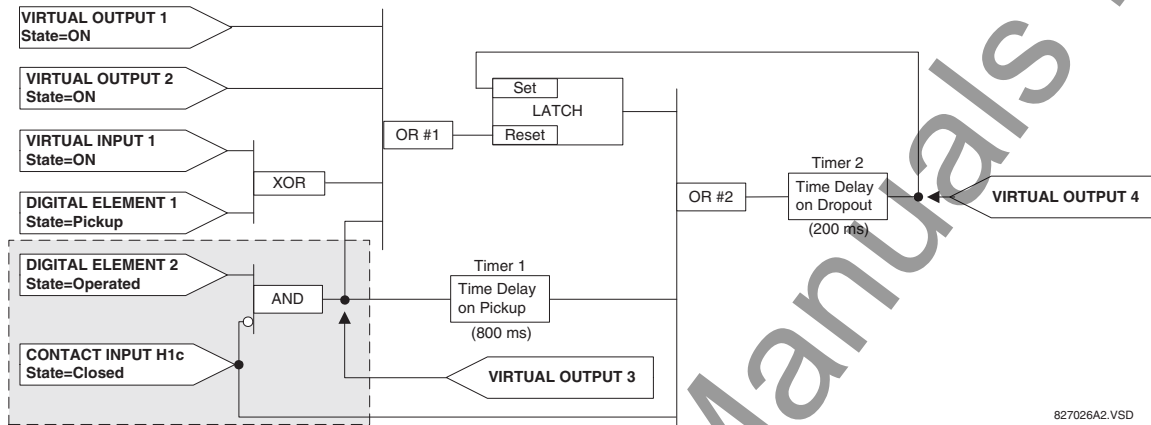 VIRTUAL OUTPUT 1
State=ON
VIRTUAL OUTPUT 2
State=ON
VIRTUAL INPUT 1
State=ON
DIGITAL ELEMENT 1
State=Pickup
DIGITAL ELEMENT 2
State=Operated
CONTACT INPUT H1c
State=Closed
XOR
AND
OR #1
Set
LATCH
Reset
Timer 1
Time Delay
on Pickup
(800 ms)
VIRTUAL OUTPUT 3
OR #2
Timer 2
Time Delay
on Dropout
(200 ms)
VIRTUAL OUTPUT 4
827026A2.VSD
Manuals